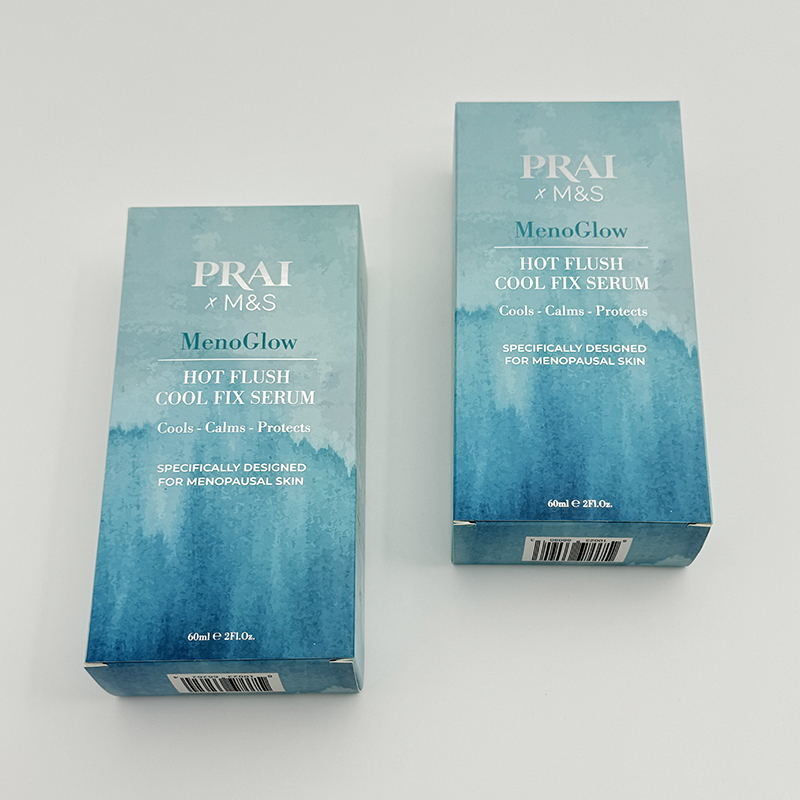 PRAI
x M&S
MenoGlow
HOT FLUSH
COOL FIX SERUM
Cools - Calms - Protects
SPECIFICALLY DESIGNED
FOR MENOPAUSAL SKIN
60ml ℮ 2Fl.Oz.
PRAI
x M&S
MenoGlow
HOT FLUSH
COOL FIX SERUM
Cools - Calms - Protects
SPECIFICALLY DESIGNED
FOR MENOPAUSAL SKIN
60ml ℮ 2Fl.Oz.